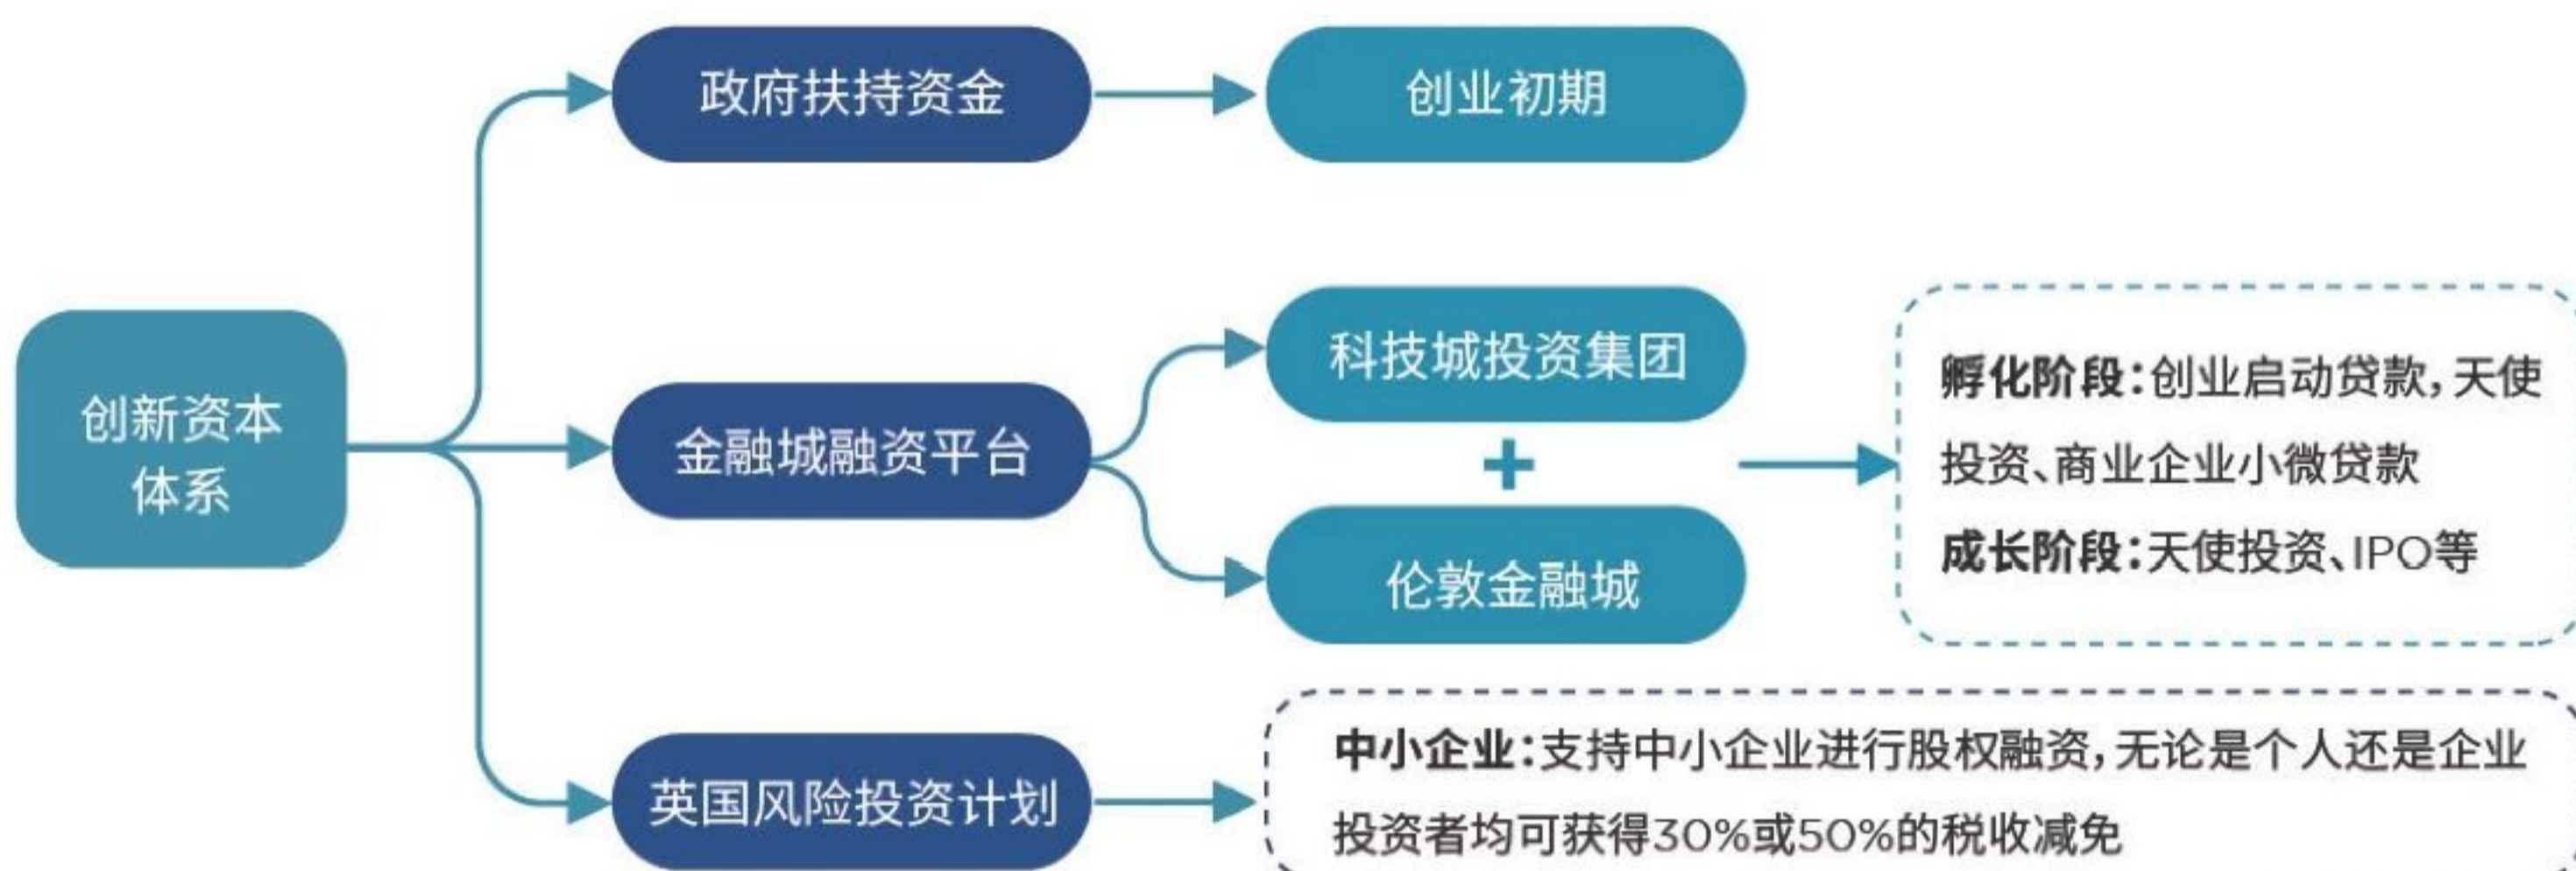 政府扶持资金
创业初期
创新资本
体系
金融城融资平台
科技城投资集团
+
伦敦金融城
孵化阶段：创业启动贷款，天使
投资、商业企业小微贷款
成长阶段：天使投资、IPO等
英国风险投资计划
中小企业：支持中小企业进行股权融资，无论是个人还是企业
投资者均可获得30%或50%的税收减免